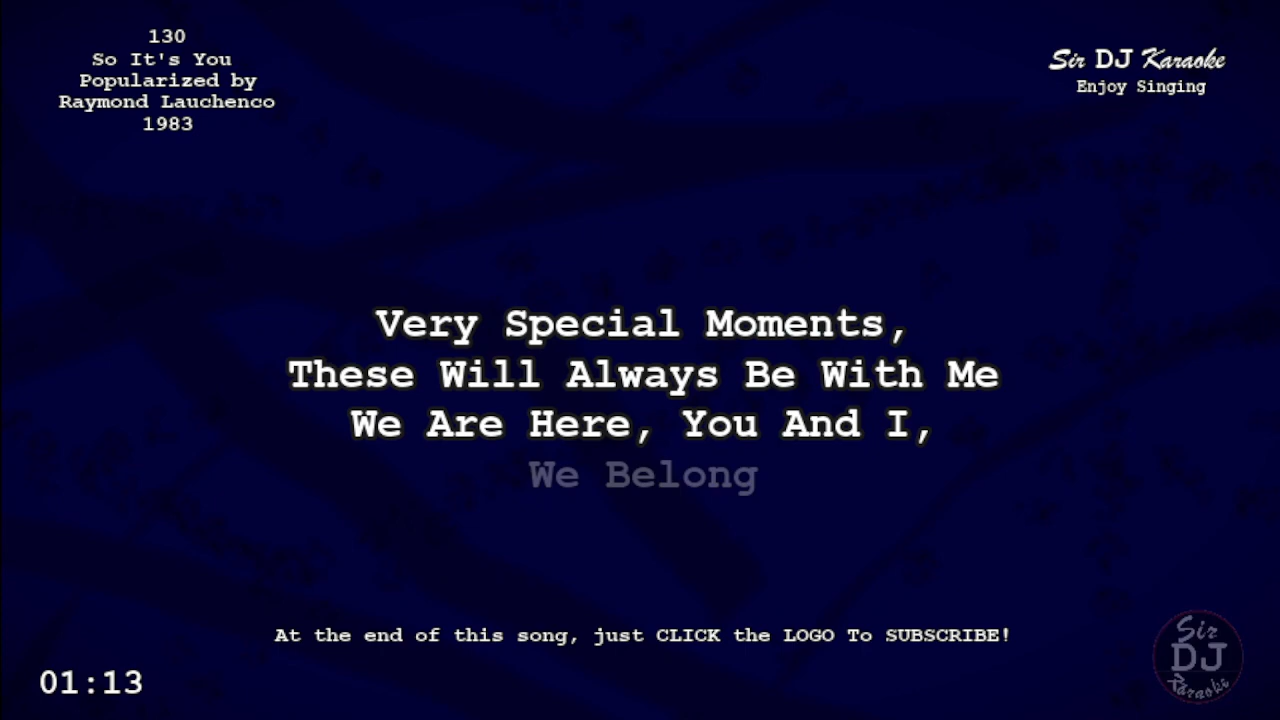 130
So It's You
Popularized by
Raymond Lauchenco
1983
Sir DJ Karaoke
Enjoy Singing
Very Special Moments,
These Will Always Be With Me
We Are Here, You And I,
We Belong
At the end of this song, just CLICK the LOGO To SUBSCRIBE!
01:13
Sir
DJ
Karaoke